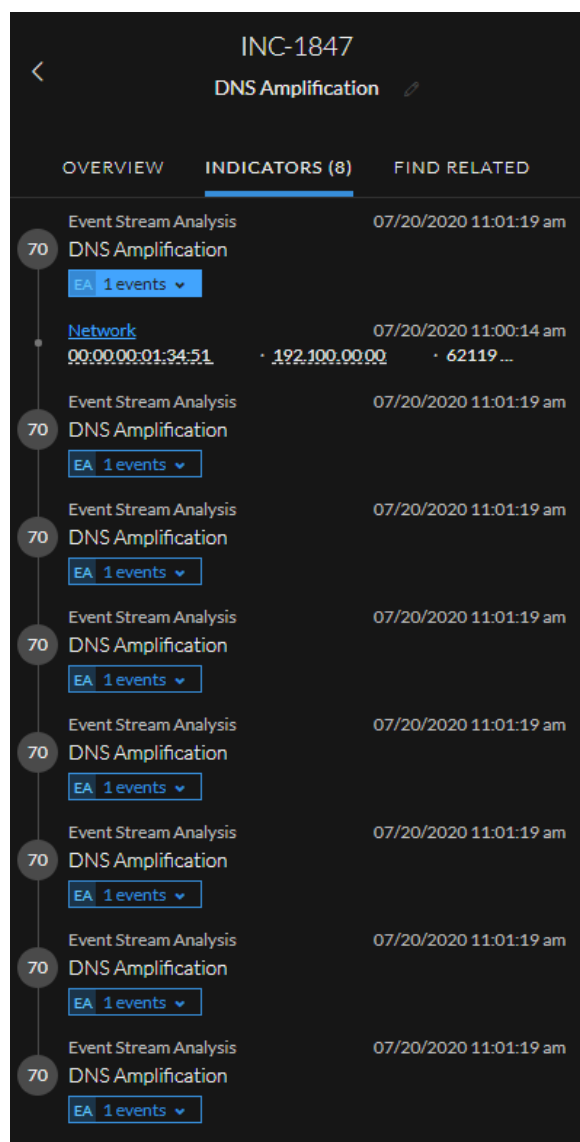 INC-1847
DNS Amplification
OVERVIEW INDICATORS (8) FIND RELATED
Event Stream Analysis 07/20/2020 11:01:19 am
70 DNS Amplification
EA 1 events
Network 07/20/2020 11:00:14 am
00:00:00:01:34:51 · 192.100.00:00: · 62119 ...
Event Stream Analysis 07/20/2020 11:01:19 am
70 DNS Amplification
EA 1 events
Event Stream Analysis 07/20/2020 11:01:19 am
70 DNS Amplification
EA 1 events
Event Stream Analysis 07/20/2020 11:01:19 am
70 DNS Amplification
EA 1 events
Event Stream Analysis 07/20/2020 11:01:19 am
70 DNS Amplification
EA 1 events
Event Stream Analysis 07/20/2020 11:01:19 am
70 DNS Amplification
EA 1 events
Event Stream Analysis 07/20/2020 11:01:19 am
70 DNS Amplification
EA 1 events
Event Stream Analysis 07/20/2020 11:01:19 am
70 DNS Amplification
EA 1 events